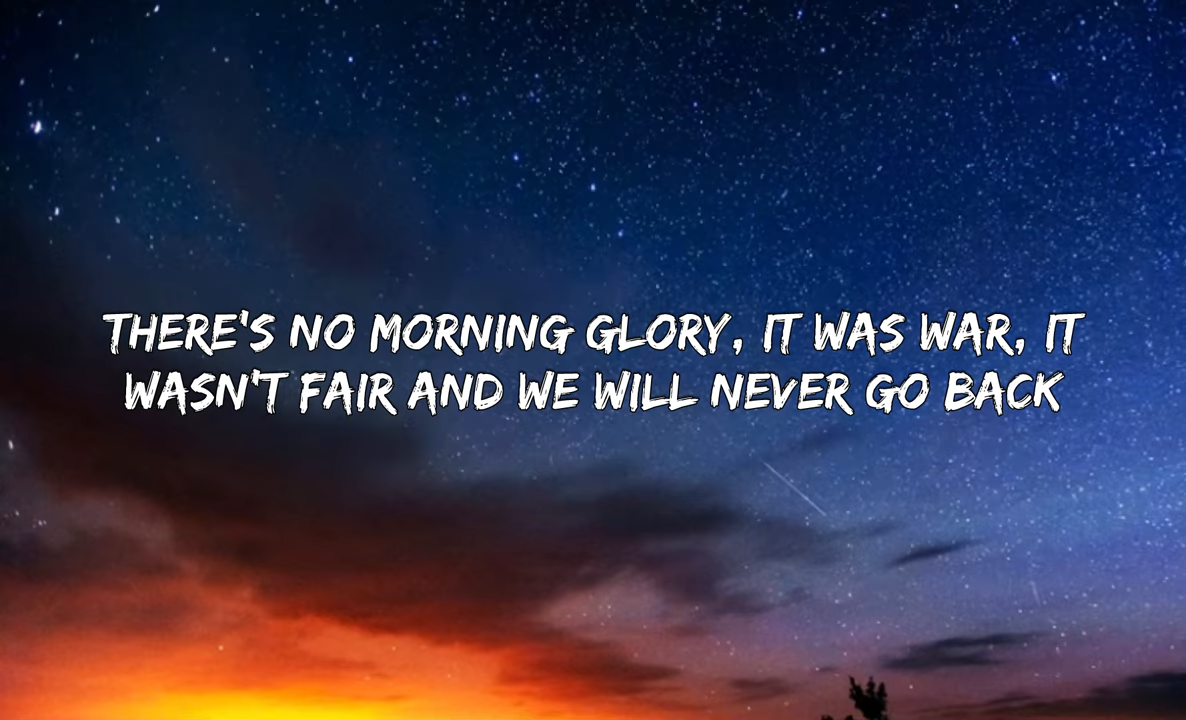 THERE'S NO MORNING GLORY, IT WAS WAR, IT
WASN'T FAIR AND WE WILL NEVER GO BACK